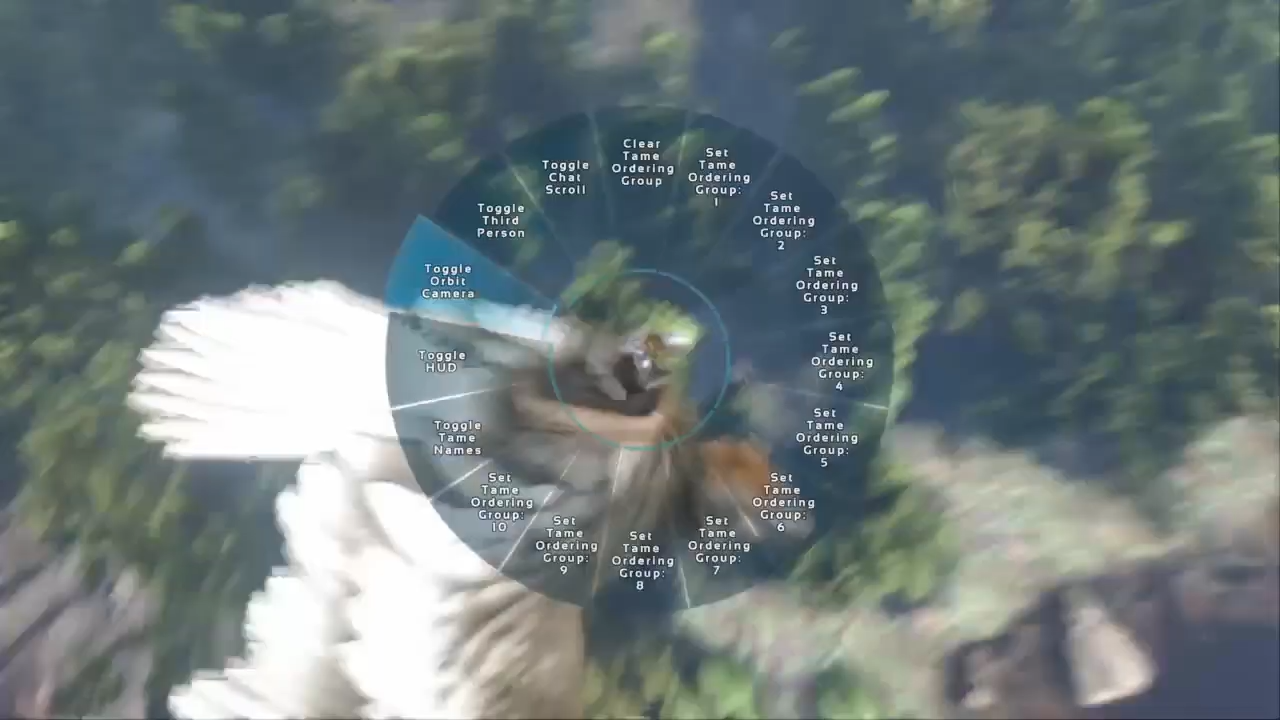 Clear
Tame
Ordering
Group
Set
Tame
Ordering
Group:
1
Set
Tame
Ordering
Group:
2
Set
Tame
Ordering
Group:
3
Set
Tame
Ordering
Group:
4
Set
Tame
Ordering
Group:
5
Set
Tame
Ordering
Group:
6
Set
Tame
Ordering
Group:
7
Set
Tame
Ordering
Group:
8
Set
Tame
Ordering
Group:
9
Set
Tame
Ordering
Group:
10
Toggle
Tame
Names
Toggle
HUD
Toggle
Orbit
Camera
Toggle
Third
Person
Toggle
Chat
Scroll